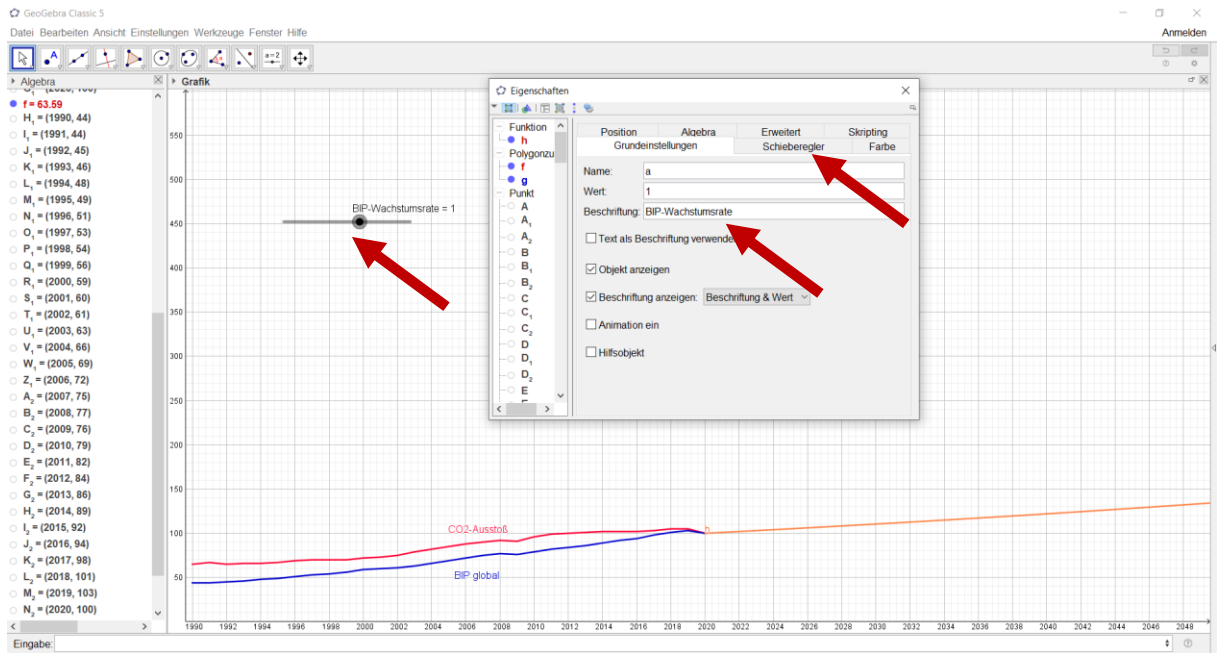 GeoGebra Classic 5
Datei Bearbeiten Ansicht Einstellungen Werkzeuge Fenster Hilfe
Anmelden
a=2
Algebra
Grafik
f = 63.59
H₁ = (1990, 44)
I₁ = (1991, 44)
J₁ = (1992, 45)
K₁ = (1993, 46)
L₁ = (1994, 48)
M₁ = (1995, 49)
N₁ = (1996, 51)
O₁ = (1997, 53)
P₁ = (1998, 54)
Q₁ = (1999, 56)
R₁ = (2000, 59)
S₁ = (2001, 60)
T₁ = (2002, 61)
U₁ = (2003, 63)
V₁ = (2004, 66)
W₁ = (2005, 69)
Z₁ = (2006, 72)
A₂ = (2007, 75)
B₂ = (2008, 77)
C₂ = (2009, 76)
D₂ = (2010, 79)
E₂ = (2011, 82)
F₂ = (2012, 84)
G₂ = (2013, 86)
H₂ = (2014, 89)
I₂ = (2015, 92)
J₂ = (2016, 94)
K₂ = (2017, 98)
L₂ = (2018, 101)
M₂ = (2019, 103)
N₂ = (2020, 100)
550
500
450
400
350
300
250
200
150
100
50
BIP-Wachstumsrate = 1
CO2-Ausstoß
BIP global
h
1990 1992 1994 1996 1998 2000 2002 2004 2006 2008 2010 2012 2014 2016 2018 2020 2022 2024 2026 2028 2030 2032 2034 2036 2038 2040 2042 2044 2046 2048
Eigenschaften
Funktion
h
Polygonzu
f
g
Punkt
A
A₁
A₂
B
B₁
B₂
C
C₁
C₂
D
D₁
D₂
E
Position Algebra Erweitert Skripting
Grundeinstellungen Schieberegler Farbe
Name: a
Wert: 1
Beschriftung: BIP-Wachstumsrate
Text als Beschriftung verwenden
Objekt anzeigen
Beschriftung anzeigen: Beschriftung & Wert
Animation ein
Hilfsobjekt
Eingabe: